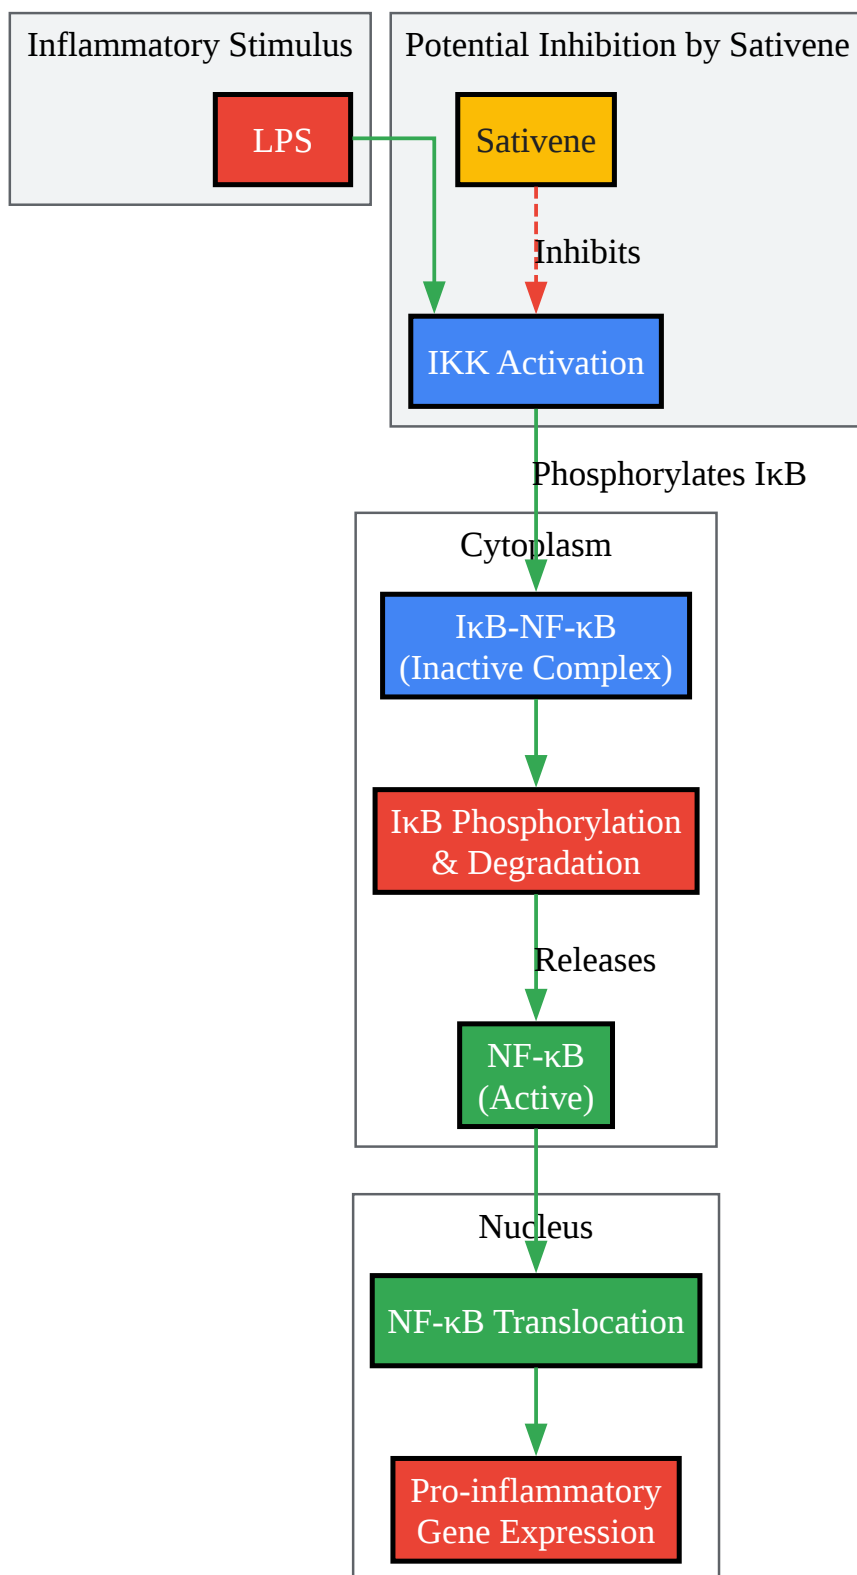 Inflammatory Stimulus
Potential Inhibition by Sativene
LPS
Sativene
Inhibits
IKK Activation
Phosphorylates IκB
Cytoplasm
IκB-NF-κB
(Inactive Complex)
IκB Phosphorylation
& Degradation
Releases
NF-κB
(Active)
Nucleus
NF-κB Translocation
Pro-inflammatory
Gene Expression